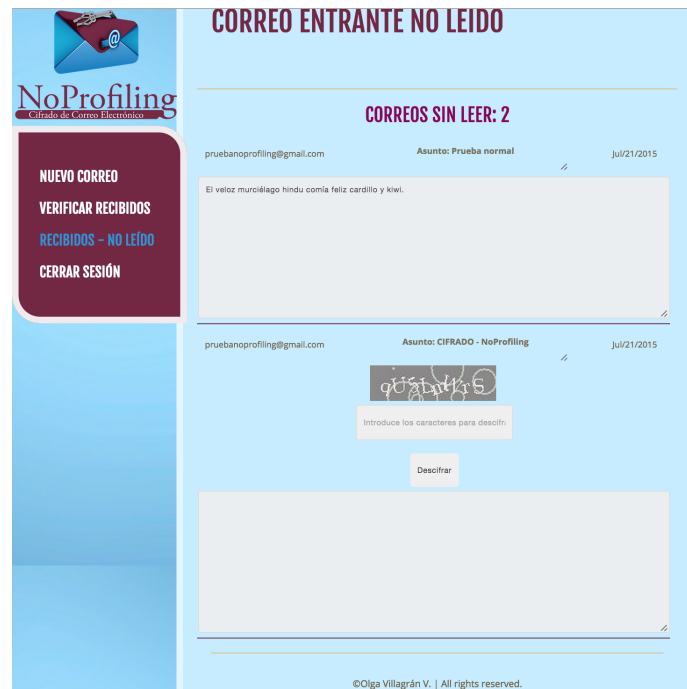 CORREO ENTRANTE NO LEIDO
NoProfiling
Cifrado de Correo Electrónico
CORREOS SIN LEER: 2
pruebanoprofiling@gmail.com
Asunto: Prueba normal
Jul/21/2015
NUEVO CORREO
VERIFICAR RECIBIDOS
RECIBIDOS - NO LEÍDO
CERRAR SESIÓN
El veloz murciélago hindu comía feliz cardillo y kiwi.
pruebanoprofiling@gmail.com
Asunto: CIFRADO - NoProfiling
Jul/21/2015
Introduce los caracteres para descifr
Descifrar
©Olga Villagrán V. | All rights reserved.